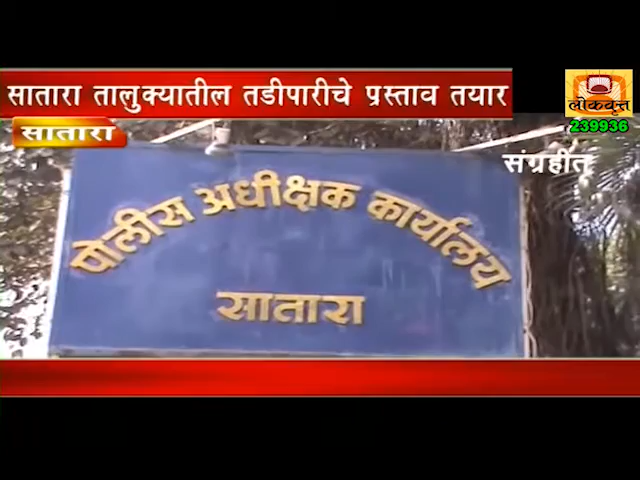 सातारा तालुक्यातील तडीपारीचे प्रस्ताव तयार
लोकवृत्त
239936
सातारा
संग्रहीत
पोलीस अधीक्षक कार्यालय
सातारा